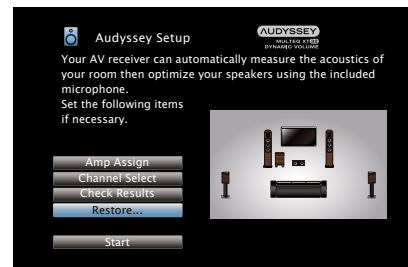 Audyssey Setup
AUDYSSEY
MULTEQ XT32
DYNAMIC VOLUME
Your AV receiver can automatically measure the acoustics of
your room then optimize your speakers using the included
microphone.
Set the following items
if necessary.
Amp Assign
Channel Select
Check Results
Restore...
Start